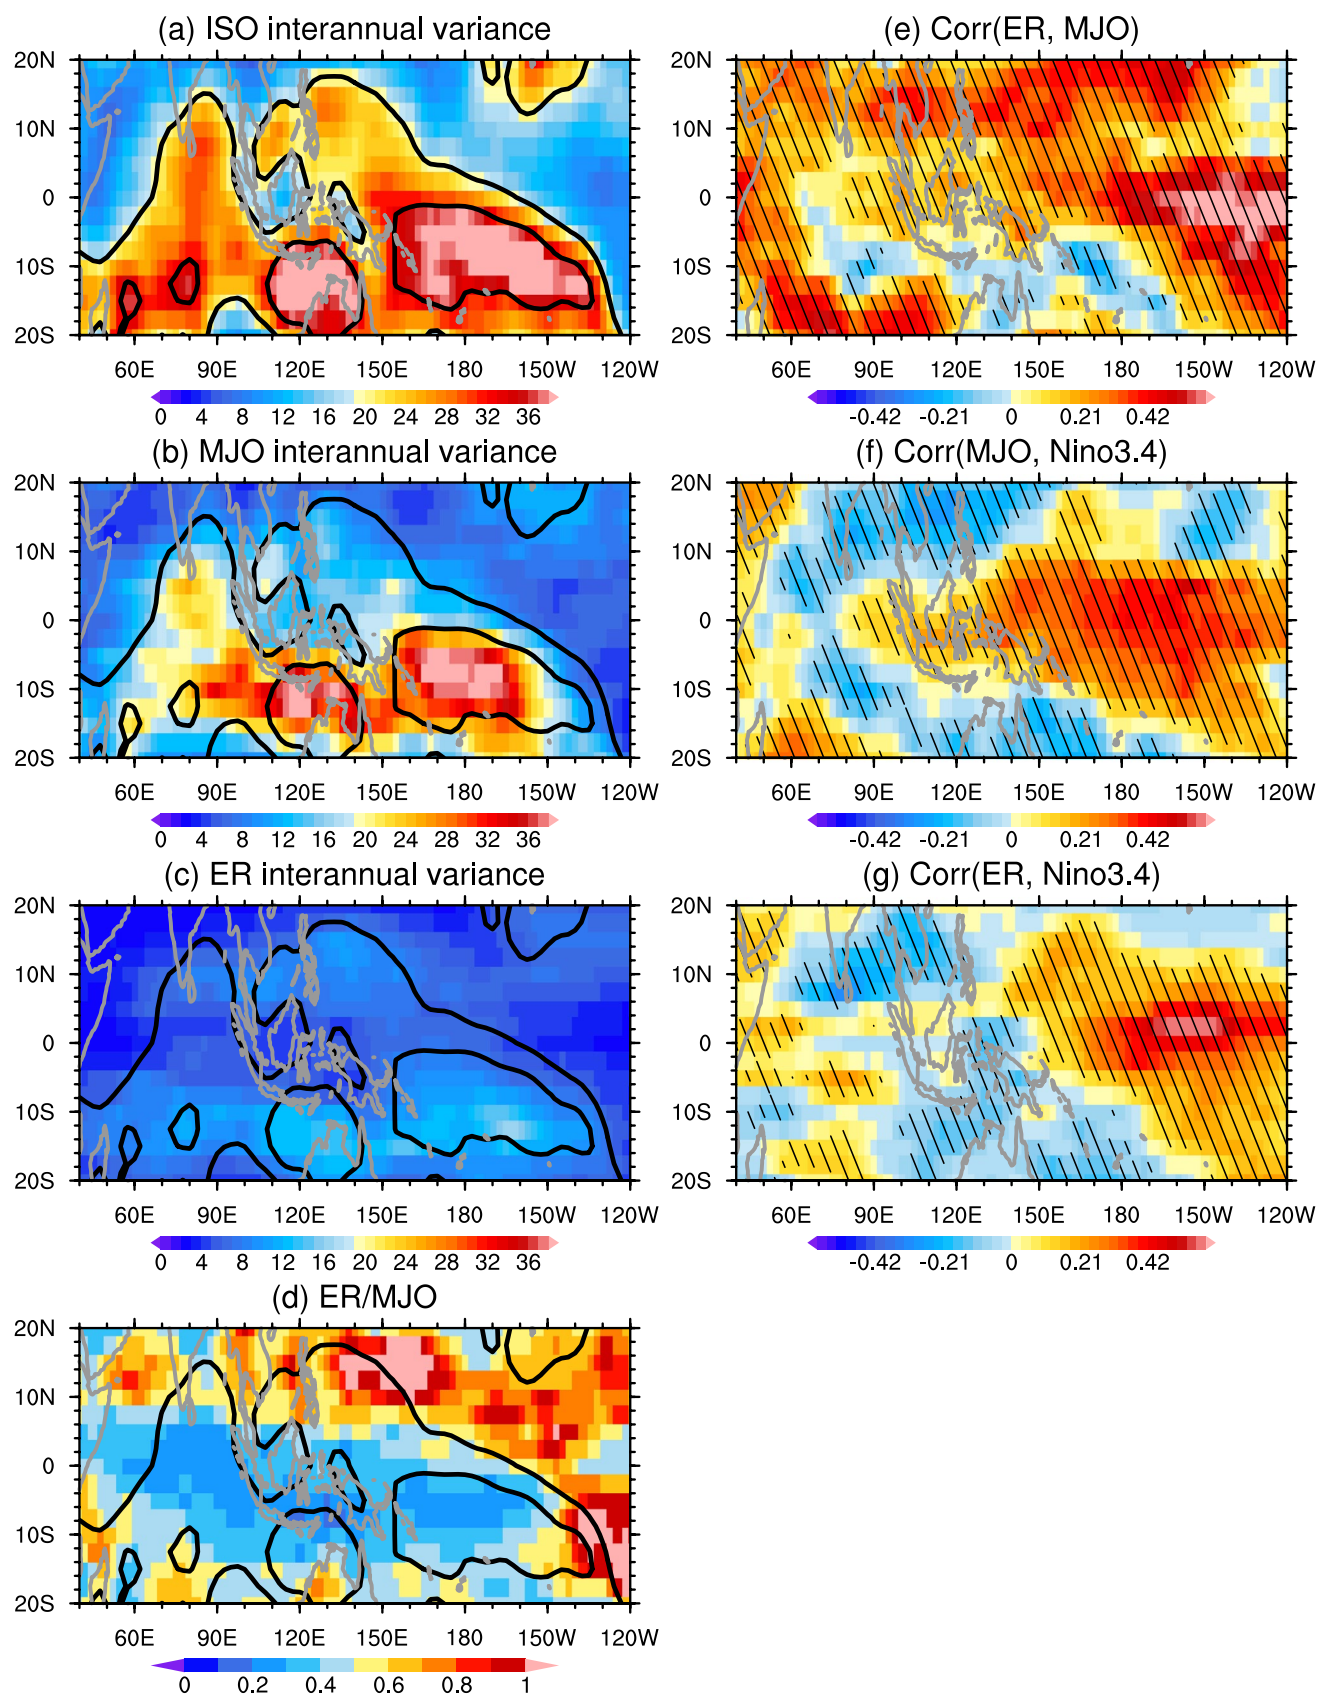 (a) ISO interannual variance
20N
10N
0
10S
20S
60E 90E 120E 150E 180 150W 120W
0 4 8 12 16 20 24 28 32 36
(b) MJO interannual variance
20N
10N
0
10S
20S
60E 90E 120E 150E 180 150W 120W
0 4 8 12 16 20 24 28 32 36
(c) ER interannual variance
20N
10N
0
10S
20S
60E 90E 120E 150E 180 150W 120W
0 4 8 12 16 20 24 28 32 36
(d) ER/MJO
20N
10N
0
10S
20S
60E 90E 120E 150E 180 150W 120W
0 0.2 0.4 0.6 0.8 1
(e) Corr(ER, MJO)
20N
10N
0
10S
20S
60E 90E 120E 150E 180 150W 120W
-0.42 -0.21 0 0.21 0.42
(f) Corr(MJO, Nino3.4)
20N
10N
0
10S
20S
60E 90E 120E 150E 180 150W 120W
-0.42 -0.21 0 0.21 0.42
(g) Corr(ER, Nino3.4)
20N
10N
0
10S
20S
60E 90E 120E 150E 180 150W 120W
-0.42 -0.21 0 0.21 0.42